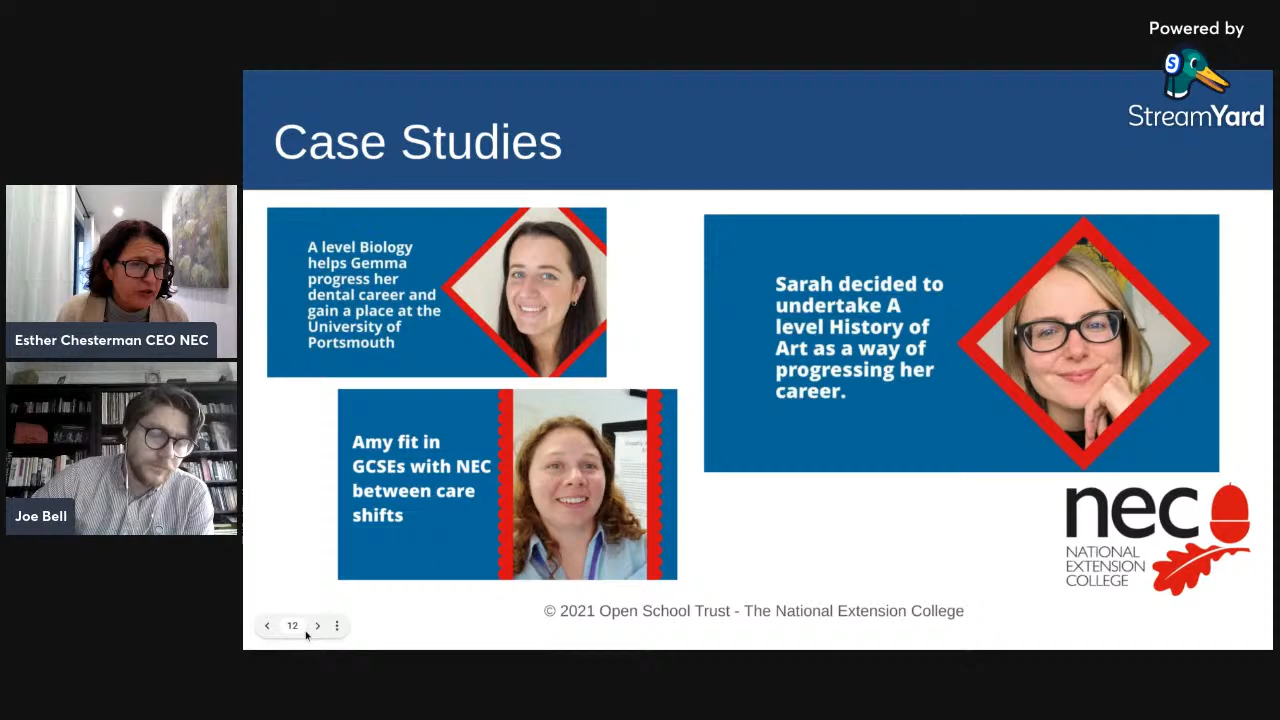 Powered by
S
StreamYard
Case Studies
A level Biology
helps Gemma
progress her
dental career and
gain a place at the
University of
Portsmouth
Sarah decided to
undertake A
level History of
Art as a way of
progressing her
career.
Esther Chesterman CEO NEC
Amy fit in
GCSEs with NEC
between care
shifts
Joe Bell
nec
NATIONAL
EXTENSION
COLLEGE
© 2021 Open School Trust - The National Extension College
12